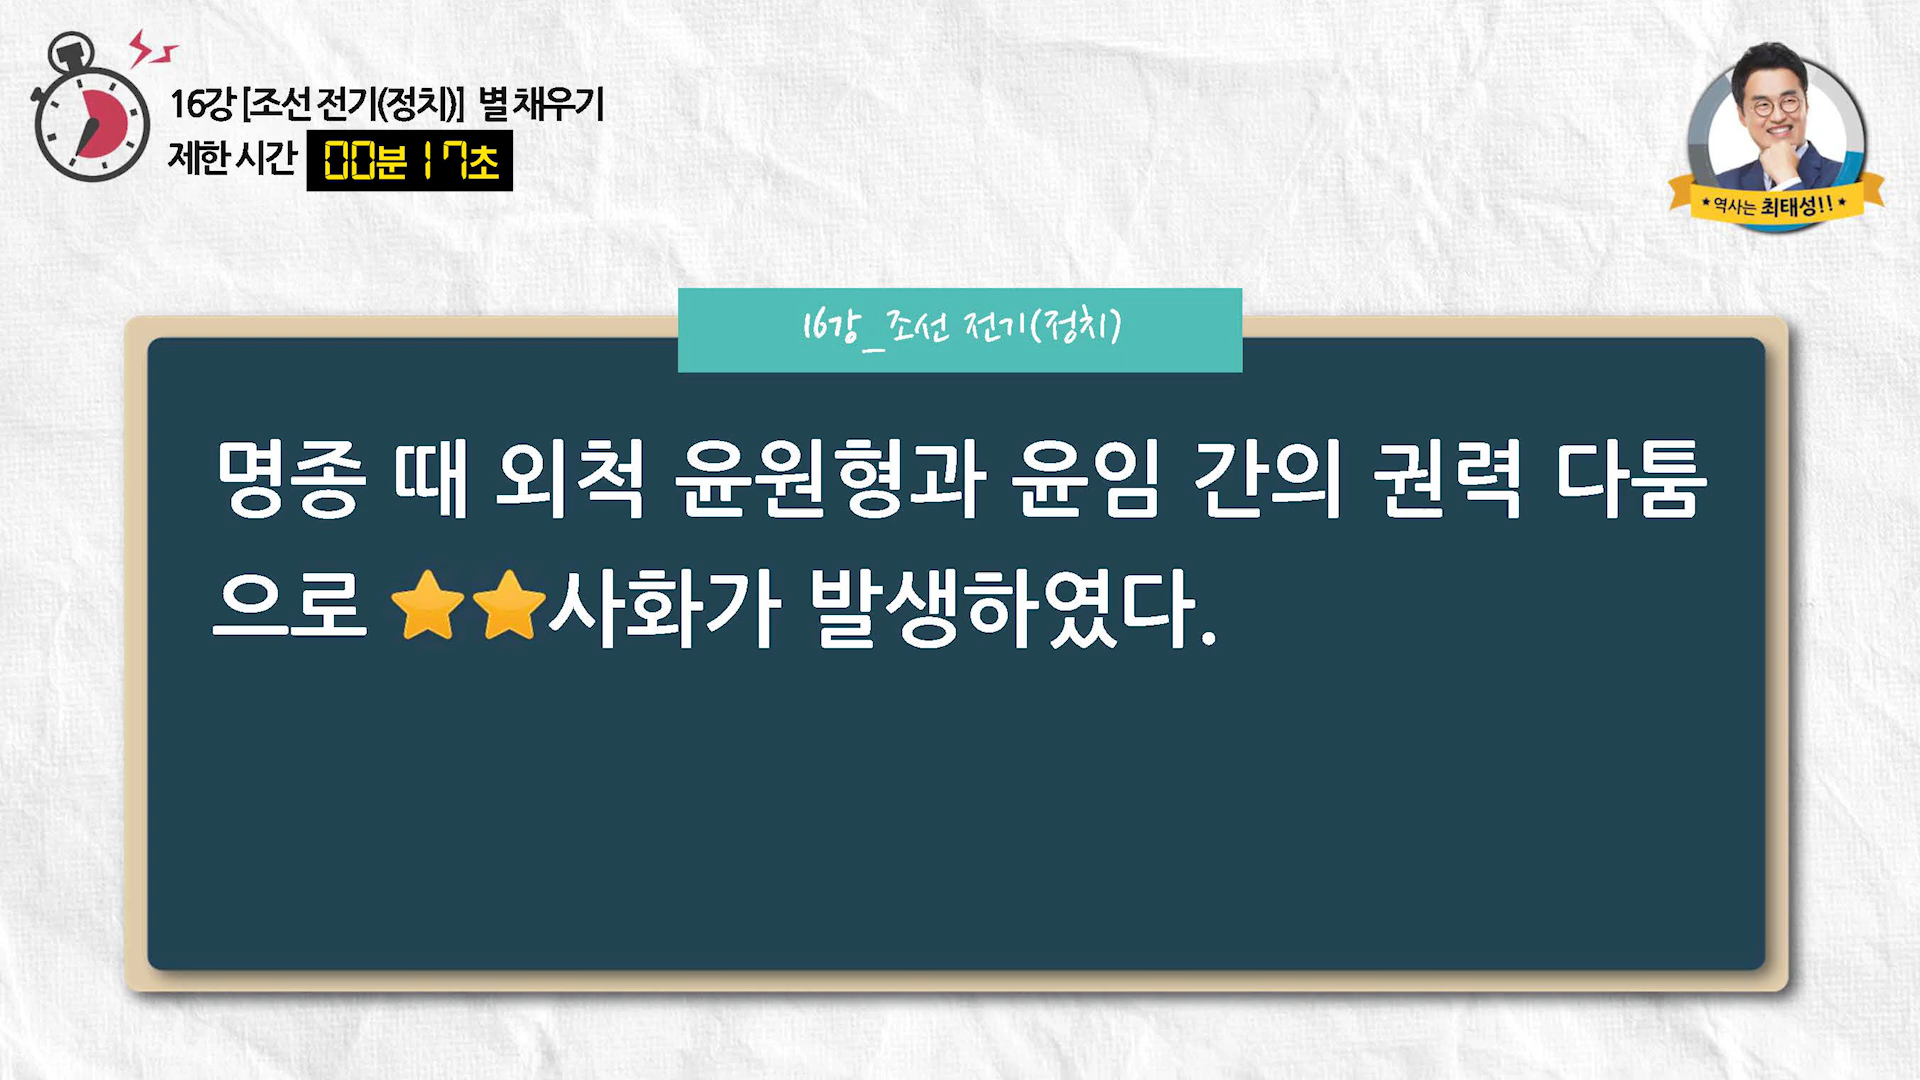 16강 [조선 전기(정치)] 별 채우기
제한 시간 00분 17초
역사는 최태성!!
16강_조선 전기(정치)
명종 때 외척 윤원형과 윤임 간의 권력 다툼
으로 ⭐⭐사화가 발생하였다.